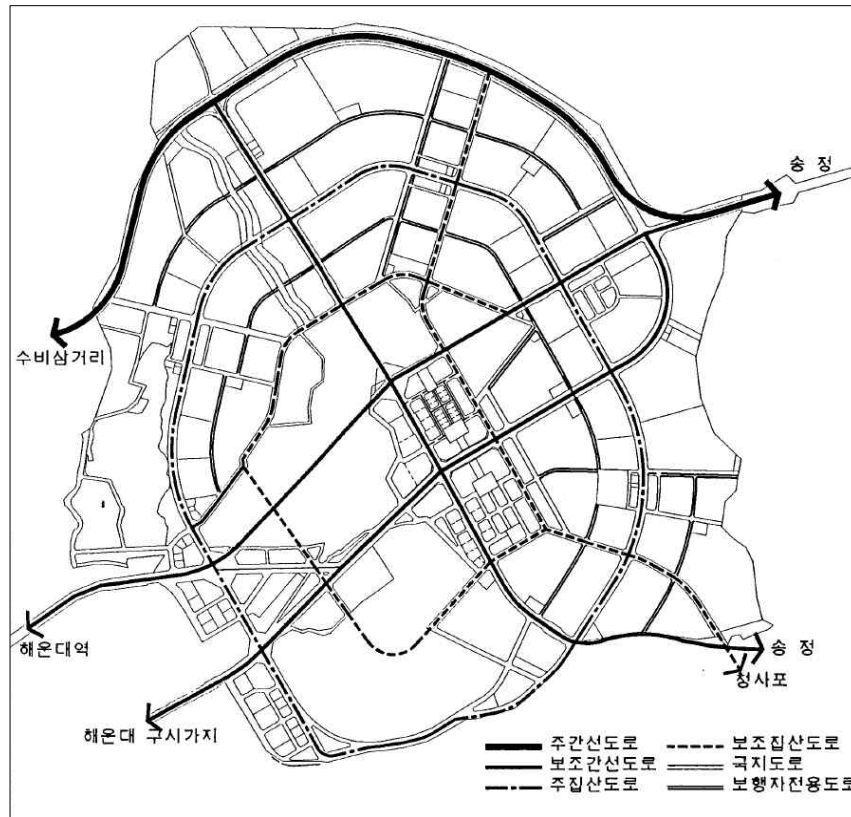 송 정
수비삼거리
해운대역
송 정
청사포
해운대 구시가지
주간선도로
보조집산도로
보조간선도로
국지도로
주집산도로
보행자전용도로